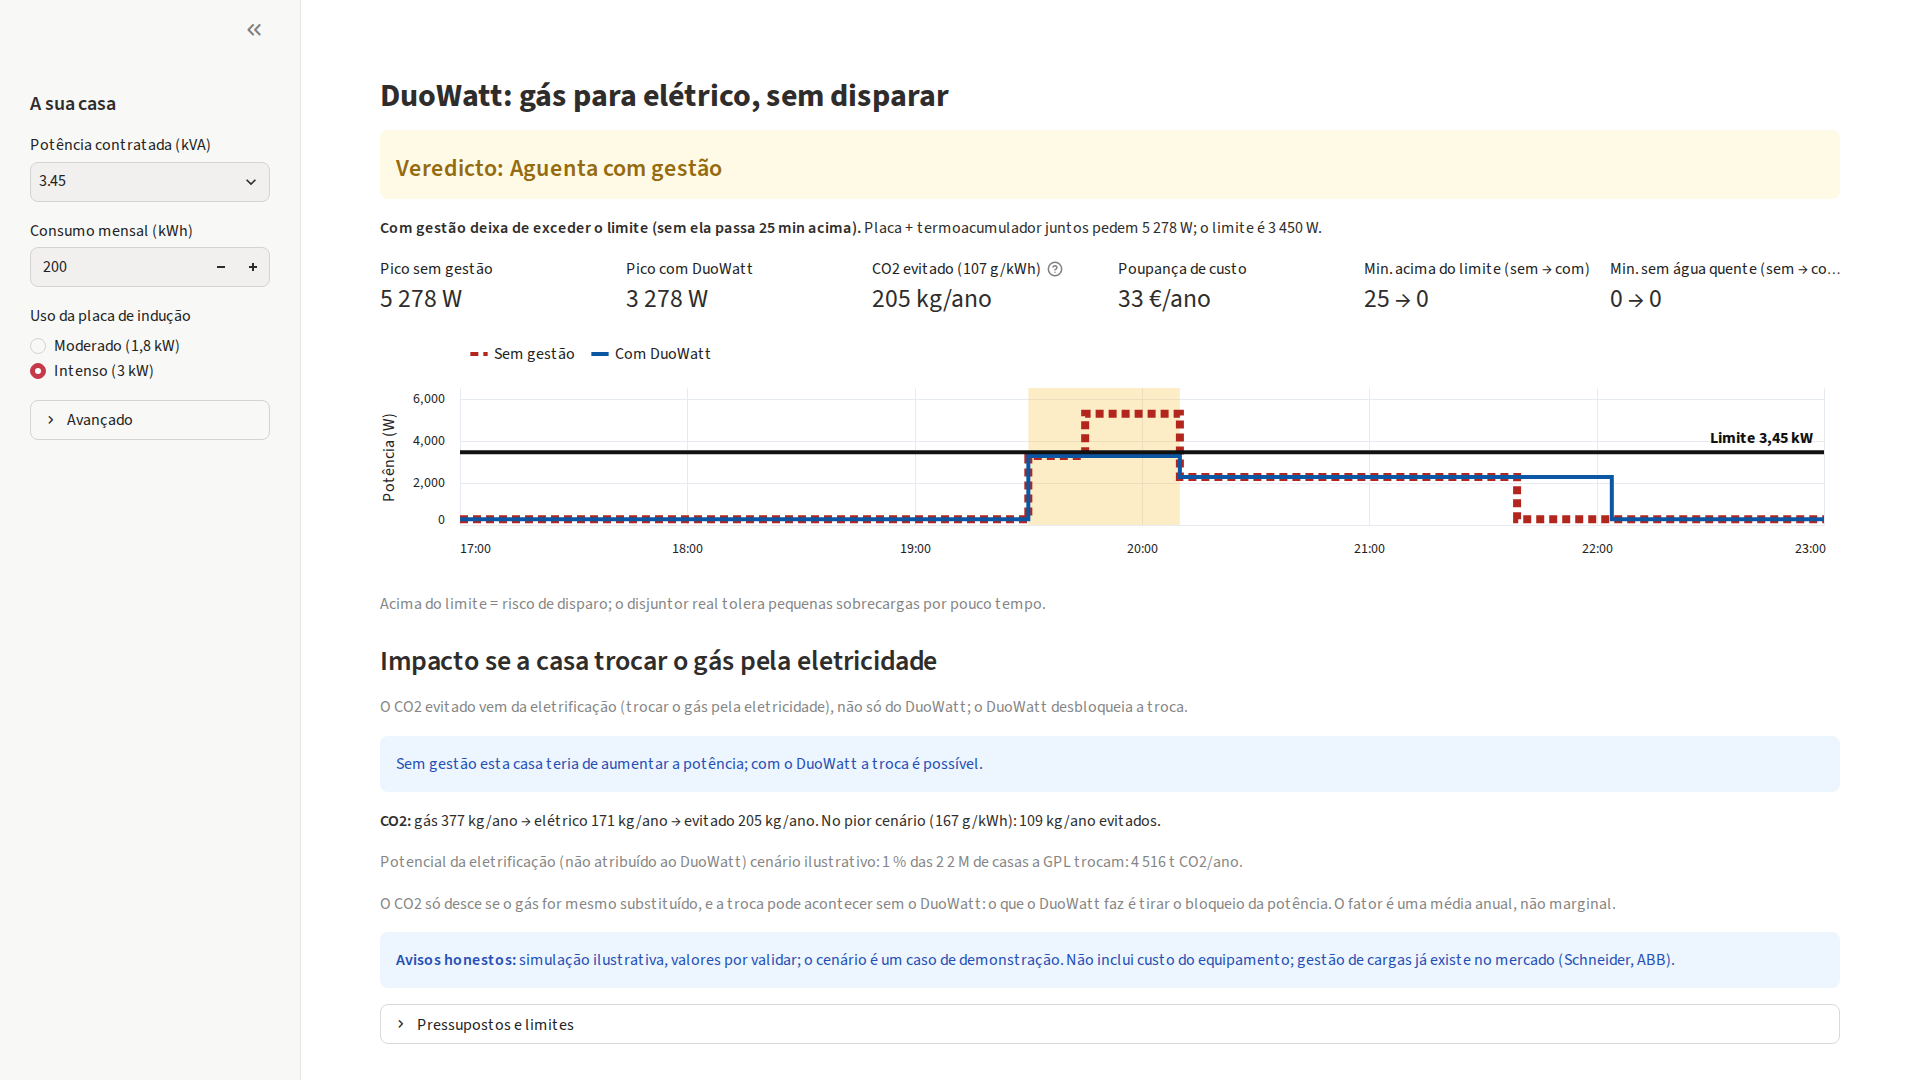 A sua casa
Potência contratada (kVA)
3.45
Consumo mensal (kWh)
200
Uso da placa de indução
Moderado (1,8 kW)
Intenso (3 kW)
Avançado
DuoWatt: gás para elétrico, sem disparar
Veredicto: Aguenta com gestão
Com gestão deixa de exceder o limite (sem ela passa 25 min acima). Placa + termoacumulador juntos pedem 5 278 W; o limite é 3 450 W.
Pico sem gestão
5 278 W
Pico com DuoWatt
3 278 W
CO2 evitado (107 g/kWh)
205 kg/ano
Poupança de custo
33 €/ano
Min. acima do limite (sem → com)
25 → 0
Min. sem água quente (sem → co…
0 → 0
Sem gestão
Com DuoWatt
Potência (W)
6,000
4,000
2,000
0
Limite 3,45 kW
17:00
18:00
19:00
20:00
21:00
22:00
23:00
Acima do limite = risco de disparo; o disjuntor real tolera pequenas sobrecargas por pouco tempo.
Impacto se a casa trocar o gás pela eletricidade
O CO2 evitado vem da eletrificação (trocar o gás pela eletricidade), não só do DuoWatt; o DuoWatt desbloqueia a troca.
Sem gestão esta casa teria de aumentar a potência; com o DuoWatt a troca é possível.
CO2: gás 377 kg/ano → elétrico 171 kg/ano → evitado 205 kg/ano. No pior cenário (167 g/kWh): 109 kg/ano evitados.
Potencial da eletrificação (não atribuído ao DuoWatt) cenário ilustrativo: 1 % das 2 2 M de casas a GPL trocam: 4 516 t CO2/ano.
O CO2 só desce se o gás for mesmo substituído, e a troca pode acontecer sem o DuoWatt: o que o DuoWatt faz é tirar o bloqueio da potência. O fator é uma média anual, não marginal.
Avisos honestos: simulação ilustrativa, valores por validar; o cenário é um caso de demonstração. Não inclui custo do equipamento; gestão de cargas já existe no mercado (Schneider, ABB).
Pressupostos e limites